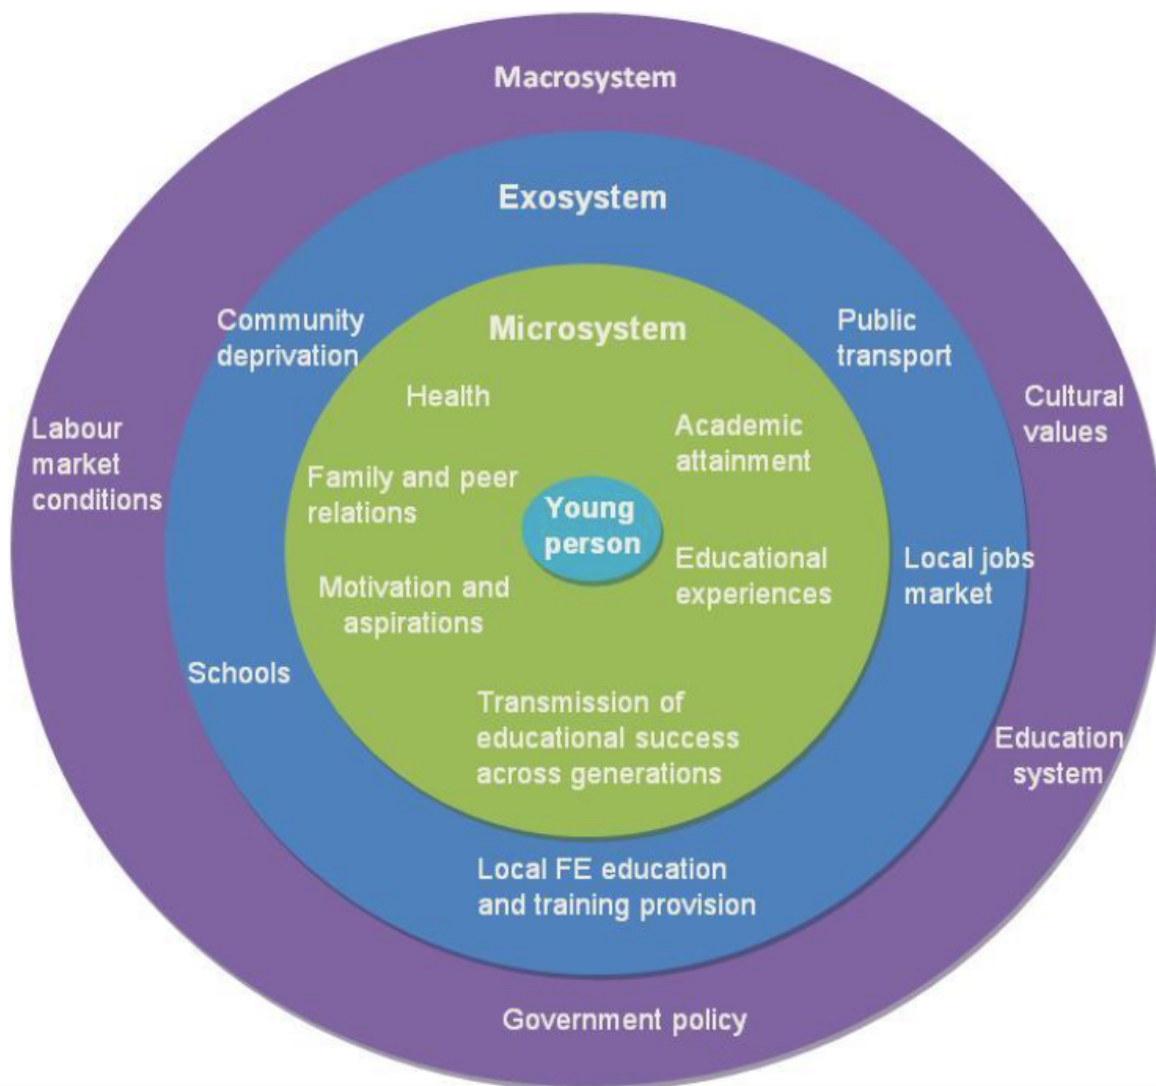 Macrosystem
Exosystem
Community
deprivation
Public
transport
Microsystem
Health
Cultural
values
Labour
market
conditions
Academic
attainment
Family and peer
relations
Young
person
Educational
experiences
Local jobs
market
Motivation and
aspirations
Schools
Transmission of
educational success
across generations
Education
system
Local FE education
and training provision
Government policy